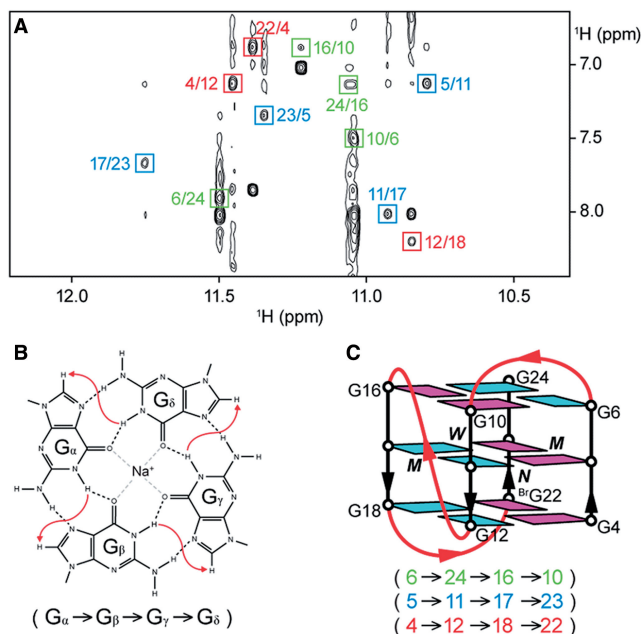 A
22/4
16/10
¹H (ppm)
4/12
24/16
5/11
7.0
23/5
10/6
7.5
17/23
6/24
11/17
12/18
8.0
12.0 11.5 11.0 10.5
¹H (ppm)
B
H H
N
H
N N
N
H
Gδ
N
N
H
O
N
N
H
Gα
O
N
N
H
N
H
H
Na⁺
O
H
N
N
H
Gγ
N
N
H
N
H
O
Gβ
N
H
N
N
N
H
H
N
H
( Gα → Gβ → Gγ → Gδ )
C
G16
G24
G10
G6
W
M
M
N
G18
BrG22
G12
G4
( 6 → 24 → 16 → 10 )
( 5 → 11 → 17 → 23 )
( 4 → 12 → 18 → 22 )